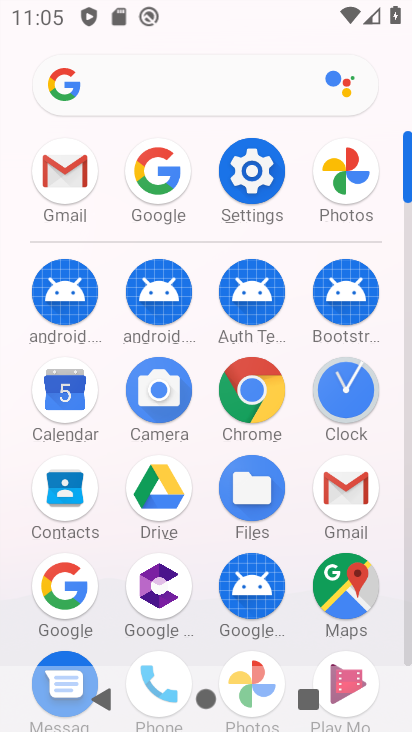 11:05
Gmail Google Settings Photos
android.... android.... Auth Te... Bootstr...
5
Calendar Camera Chrome Clock
Contacts Drive Files Gmail
Google Google ... Google... Maps
Messag Phone Photos Play Mo